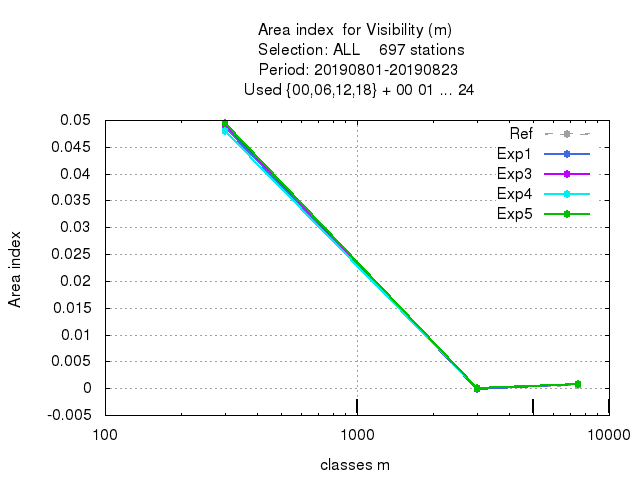 Area index  for Visibility (m)
Selection: ALL    697 stations
Period: 20190801-20190823
Used {00,06,12,18} + 00 01 ... 24
0.05
0.045
0.04
0.035
0.03
0.025
0.02
0.015
0.01
0.005
0
-0.005
Area index
Ref
Exp1
Exp3
Exp4
Exp5
100 1000 10000
classes m